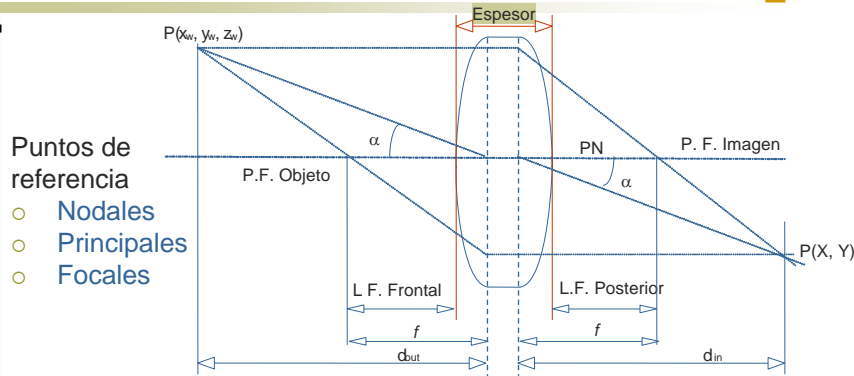 Espesor
P(xw, yw, zw)
Puntos de
referencia
Nodales
Principales
Focales
α
P.F. Objeto
PN
α
P. F. Imagen
P(X, Y)
L F. Frontal
L.F. Posterior
f
f
dout
din